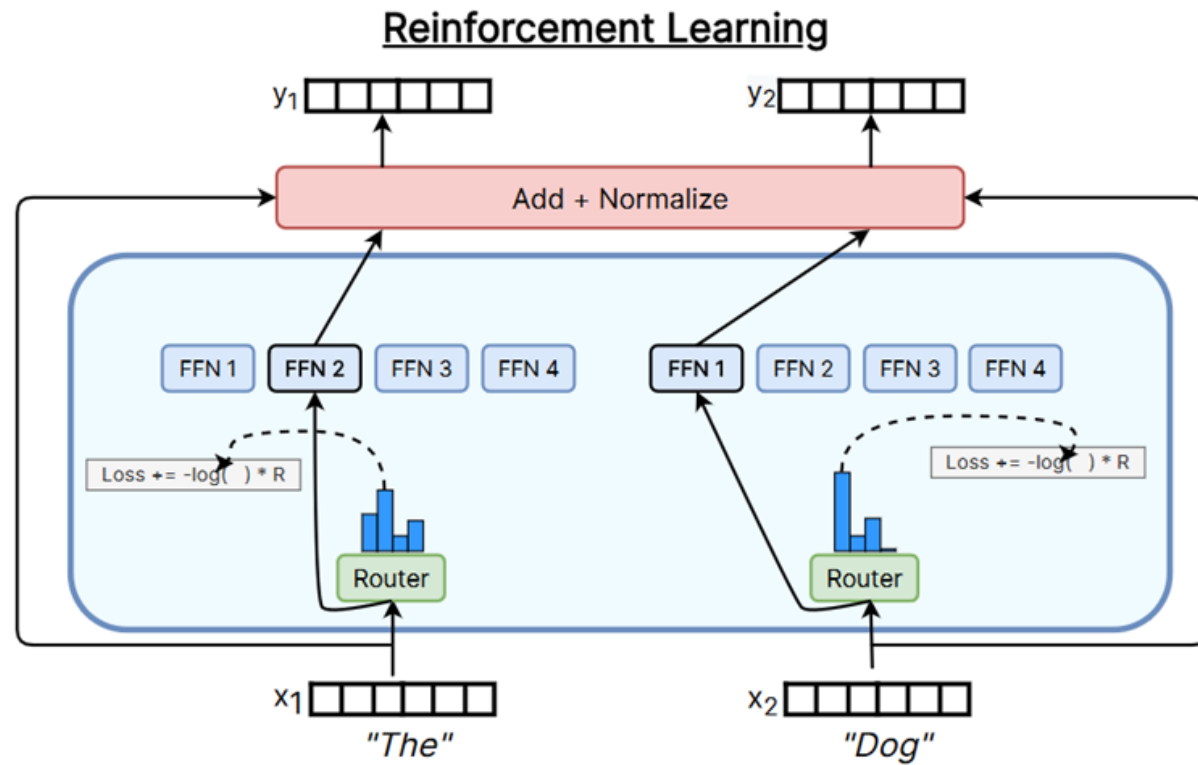 Reinforcement Learning
y1 y2
Add + Normalize
FFN 1 FFN 2 FFN 3 FFN 4 FFN 1 FFN 2 FFN 3 FFN 4
Loss += -log( ) * R Loss += -log( ) * R
Router Router
x1 x2
"The" "Dog"